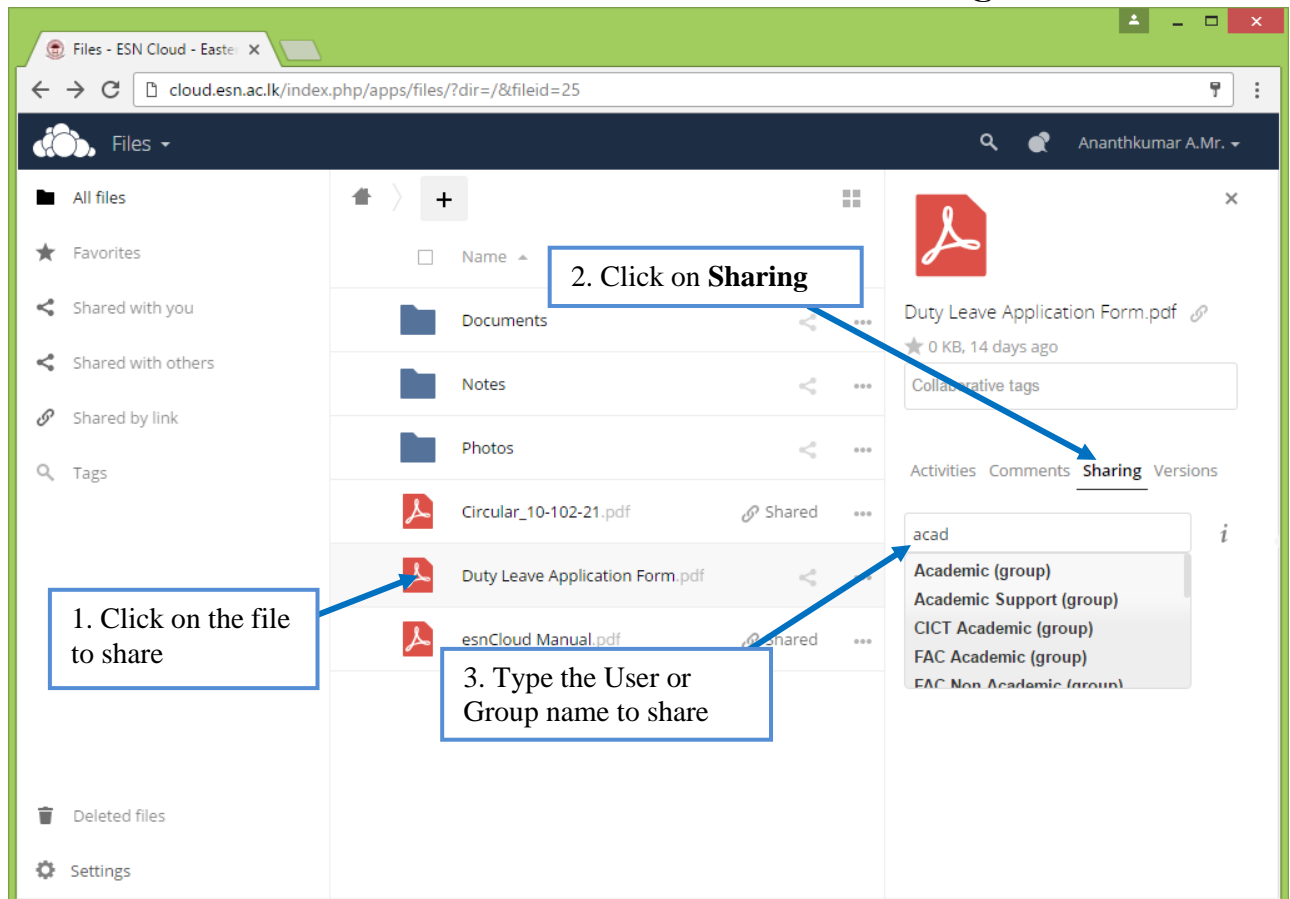 Files - ESN Cloud - Easte
cloud.esn.ac.lk/index.php/apps/files/?dir=/&fileid=25
Files
Ananthkumar A.Mr.
All files
Favorites
Shared with you
Shared with others
Shared by link
Tags
Deleted files
Settings
+
Name
Documents
Notes
Photos
Circular_10-102-21.pdf Shared
Duty Leave Application Form.pdf
esnCloud Manual.pdf Shared
1. Click on the file
to share
2. Click on Sharing
3. Type the User or
Group name to share
Duty Leave Application Form.pdf
0 KB, 14 days ago
Collaborative tags
Activities Comments Sharing Versions
acad
i
Academic (group)
Academic Support (group)
CICT Academic (group)
FAC Academic (group)
FAC Non Academic (group)